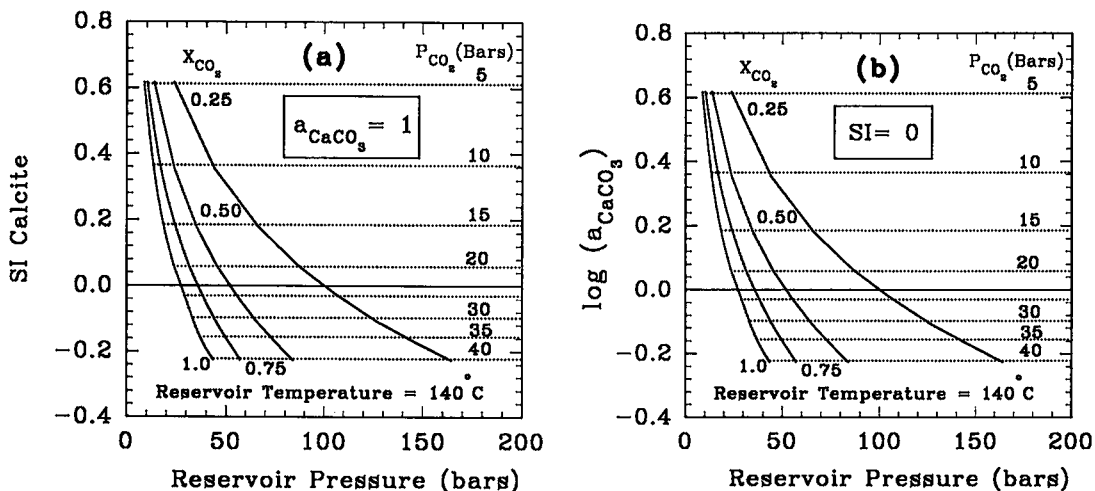 (a)
X_CO₂
P_CO₂ (Bars)
0.8
0.6
0.4
0.2
0.0
−0.2
−0.4
SI Calcite
0.25
0.50
1.0
0.75
a_CaCO₃ = 1
5
10
15
20
30
35
40
Reservoir Temperature = 140°C
0 50 100 150 200
Reservoir Pressure (bars)
(b)
X_CO₂
P_CO₂ (Bars)
0.8
0.6
0.4
0.2
0.0
−0.2
−0.4
log (a_CaCO₃)
0.25
0.50
1.0
0.75
SI= 0
5
10
15
20
30
35
40
Reservoir Temperature = 140°C
0 50 100 150 200
Reservoir Pressure (bars)